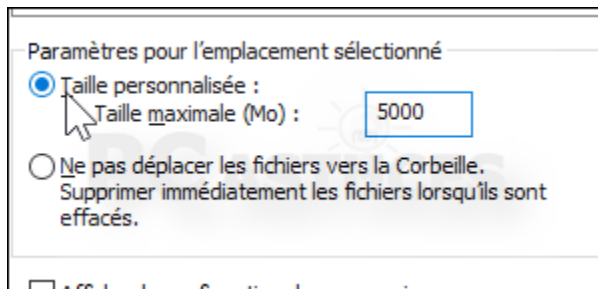 Paramètres pour l'emplacement sélectionné
Taille personnalisée :
Taille maximale (Mo) : 5000
Ne pas déplacer les fichiers vers la Corbeille.
Supprimer immédiatement les fichiers lorsqu'ils sont
effacés.